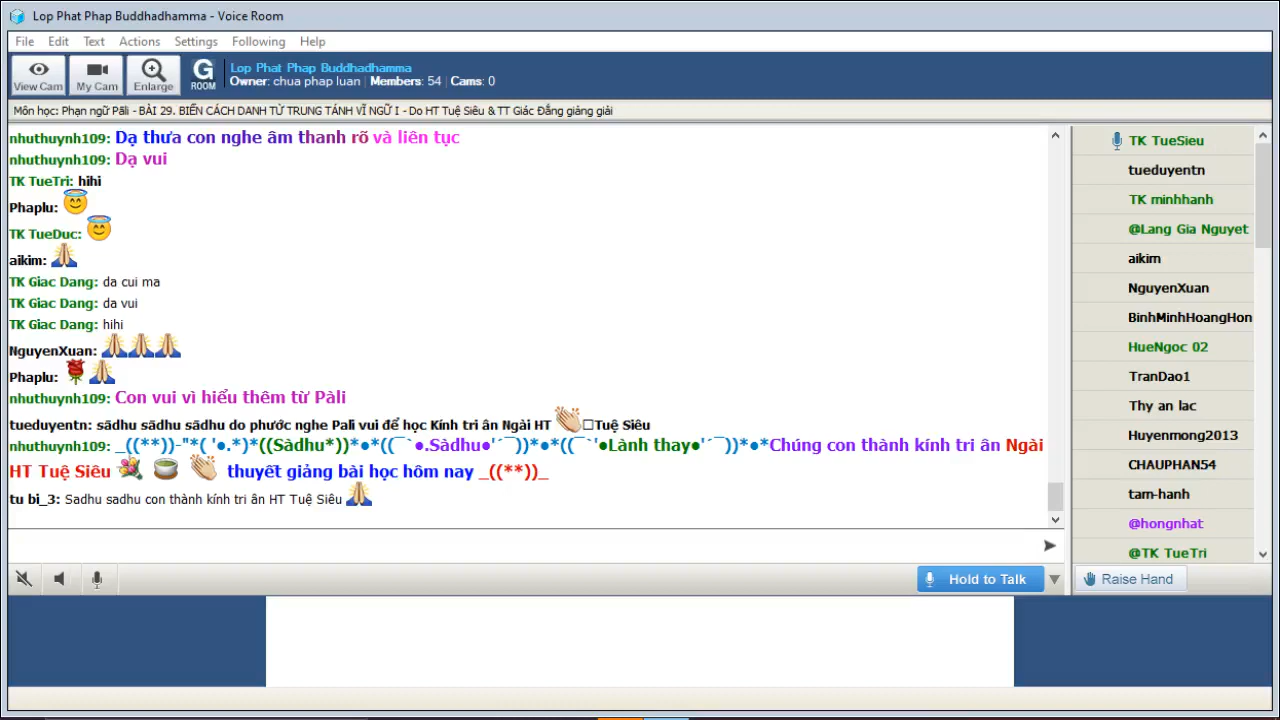 Lop Phat Phap Buddhadhamma - Voice Room
File Edit Text Actions Settings Following Help
View Cam My Cam Enlarge G ROOM
Lop Phat Phap Buddhadhamma
Owner: chua phap luan | Members: 54 | Cams: 0
Môn học: Phạn ngữ Pāli - BÀI 29. BIẾN CÁCH DANH TỪ TRUNG TÁNH VĨ NGỮ I - Do HT Tuệ Siêu & TT Giác Đẳng giảng giải
nhuthuynh109: Dạ thưa con nghe âm thanh rõ và liên tục
nhuthuynh109: Dạ vui
TK TueTri: hihi
Phaplu: 😇
TK TueDuc: 😇
aikim: 🙏
TK Giac Dang: da cui ma
TK Giac Dang: da vui
TK Giac Dang: hihi
NguyenXuan: 🙏🙏🙏
Phaplu: 🌹🙏
nhuthuynh109: Con vui vì hiểu thêm từ Pàli
tueduyentn: sādhu sādhu sādhu do phước nghe Pali vui để học Kính tri ân Ngài HT 👏□Tuệ Siêu
nhuthuynh109: _((**))-"*( '●.*)*((Sàdhu*))*●*((¯`●.Sàdhu●'´¯))*●*((¯`'●Lành thay●'´¯))*●*Chúng con thành kính tri ân Ngài
HT Tuệ Siêu 💐 🍵 👏 thuyết giảng bài học hôm nay _((**))_
tu bi_3: Sadhu sadhu con thành kính tri ân HT Tuệ Siêu 🙏
Hold to Talk
TK TueSieu
tueduyentn
TK minhhanh
@Lang Gia Nguyet
aikim
NguyenXuan
BinhMinhHoangHon
HueNgoc 02
TranDao1
Thy an lac
Huyenmong2013
CHAUPHAN54
tam-hanh
@hongnhat
@TK TueTri
Raise Hand